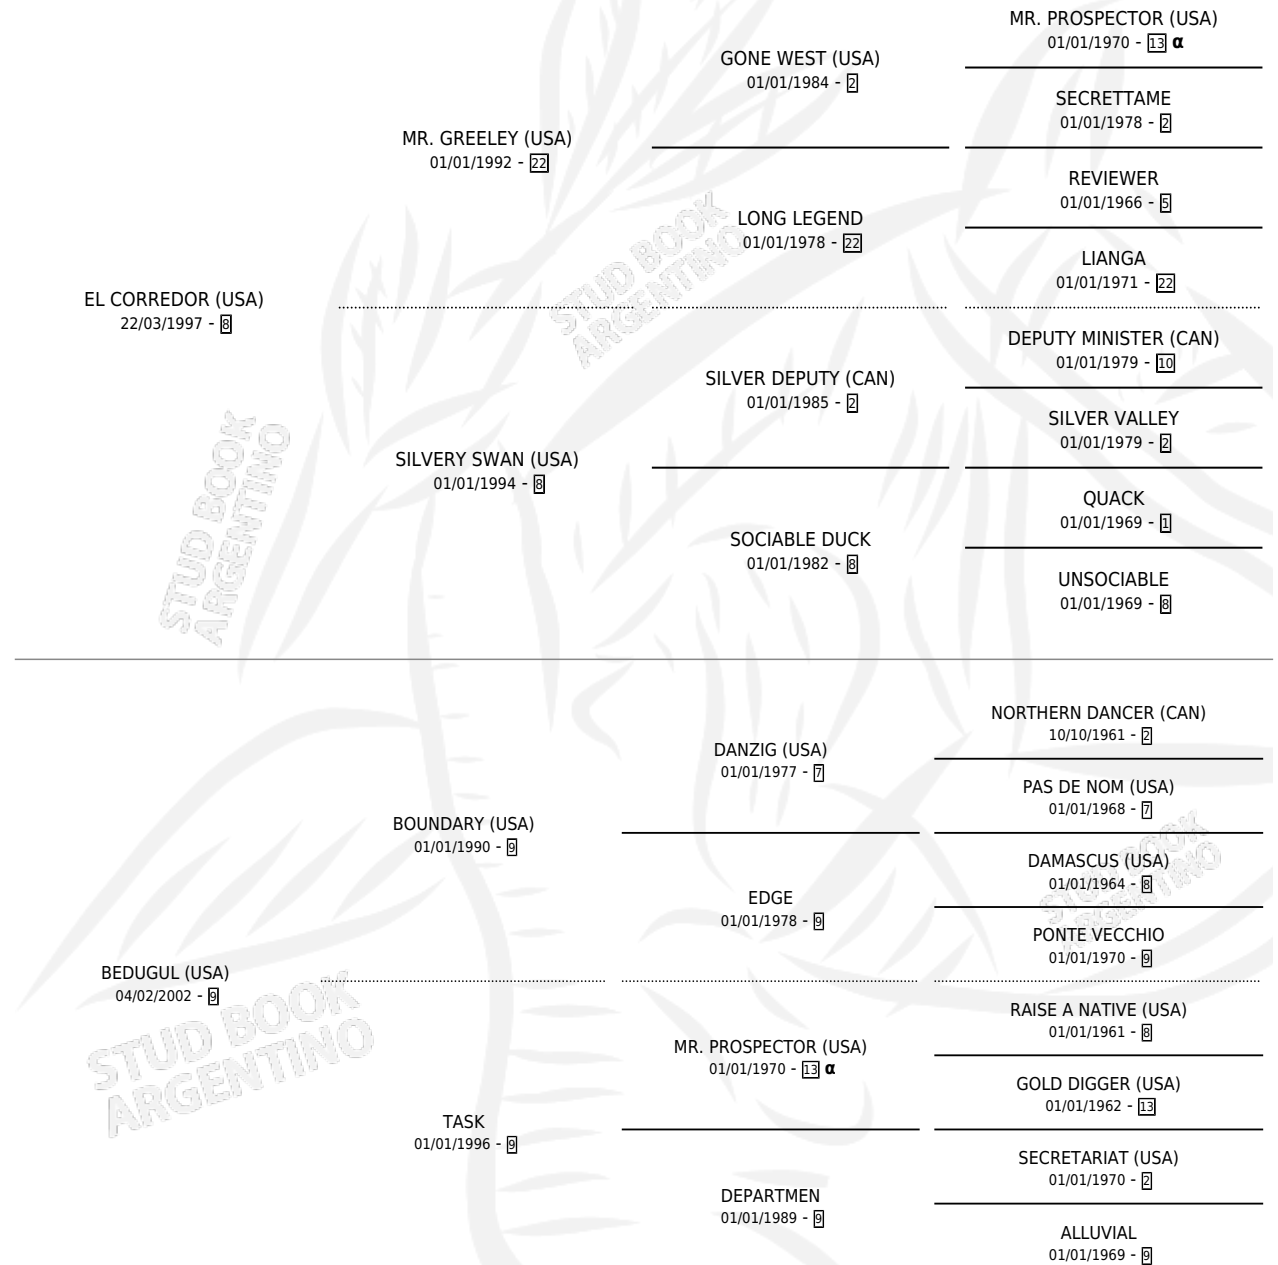 MR. PROSPECTOR (USA)
01/01/1970 - 13 α
GONE WEST (USA)
01/01/1984 - 2
SECRETTAME
01/01/1978 - 2
MR. GREELEY (USA)
01/01/1992 - 22
REVIEWER
01/01/1966 - 5
LONG LEGEND
01/01/1978 - 22
LIANGA
01/01/1971 - 22
EL CORREDOR (USA)
22/03/1997 - 8
DEPUTY MINISTER (CAN)
01/01/1979 - 10
SILVER DEPUTY (CAN)
01/01/1985 - 2
SILVER VALLEY
01/01/1979 - 2
SILVERY SWAN (USA)
01/01/1994 - 8
QUACK
01/01/1969 - 1
SOCIABLE DUCK
01/01/1982 - 8
UNSOCIABLE
01/01/1969 - 8
NORTHERN DANCER (CAN)
10/10/1961 - 2
DANZIG (USA)
01/01/1977 - 7
PAS DE NOM (USA)
01/01/1968 - 7
BOUNDARY (USA)
01/01/1990 - 9
DAMASCUS (USA)
01/01/1964 - 8
EDGE
01/01/1978 - 9
PONTE VECCHIO
01/01/1970 - 9
BEDUGUL (USA)
04/02/2002 - 9
RAISE A NATIVE (USA)
01/01/1961 - 8
MR. PROSPECTOR (USA)
01/01/1970 - 13 α
GOLD DIGGER (USA)
01/01/1962 - 13
TASK
01/01/1996 - 9
SECRETARIAT (USA)
01/01/1970 - 2
DEPARTMEN
01/01/1989 - 9
ALLUVIAL
01/01/1969 - 9
STUD BOOK
ARGENTINO
STUD BOOK
ARGENTINO
STUD BOOK
ARGENTINO
STUD BOOK
ARGENTINO